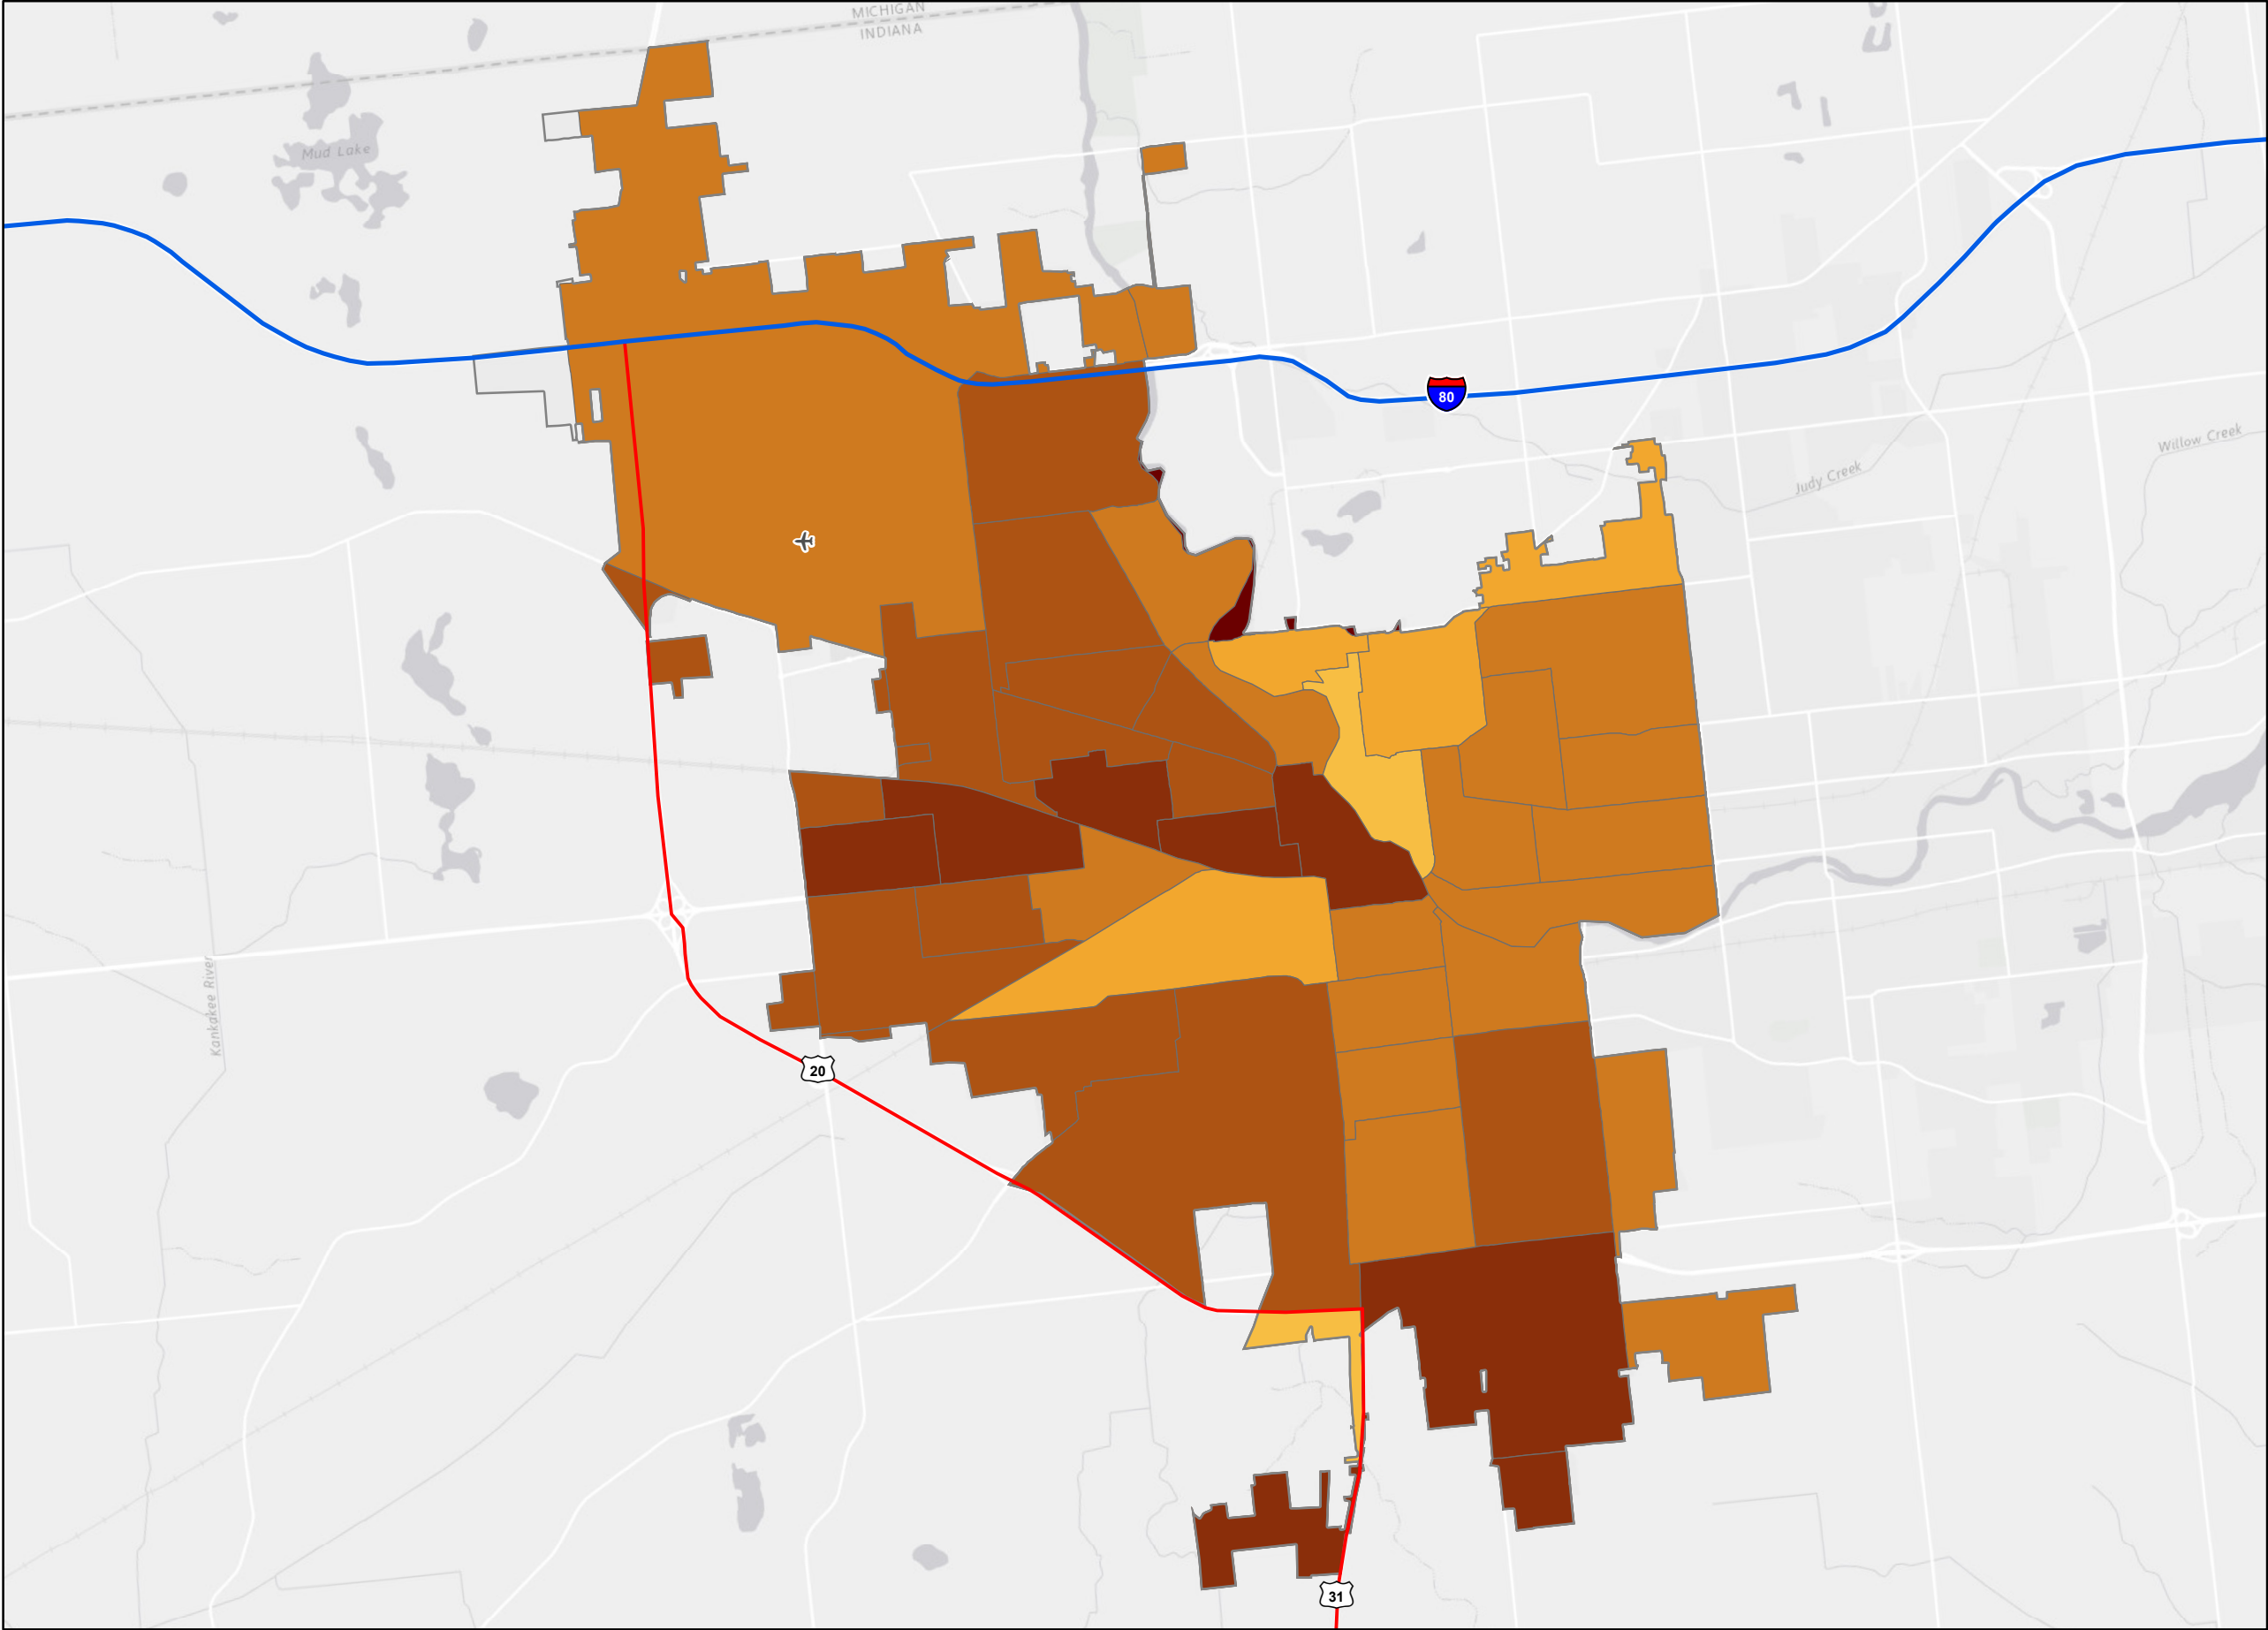 MICHIGAN
INDIANA
Mud Lake
80
Willow Creek
Judy Creek
Kankakee River
20
31